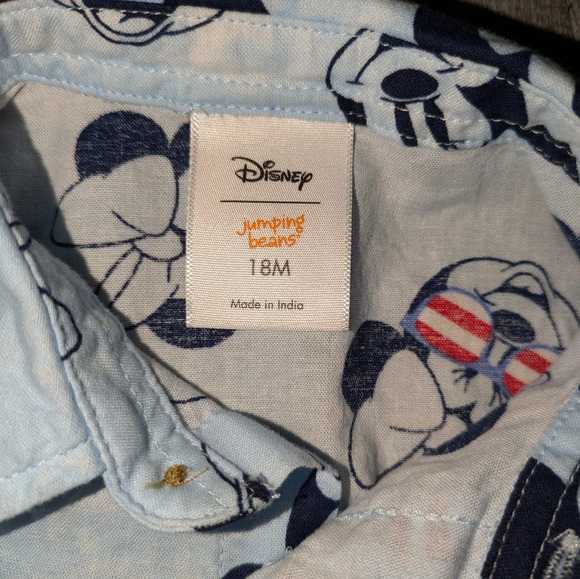 Disney
jumping
beans
18M
Made in India